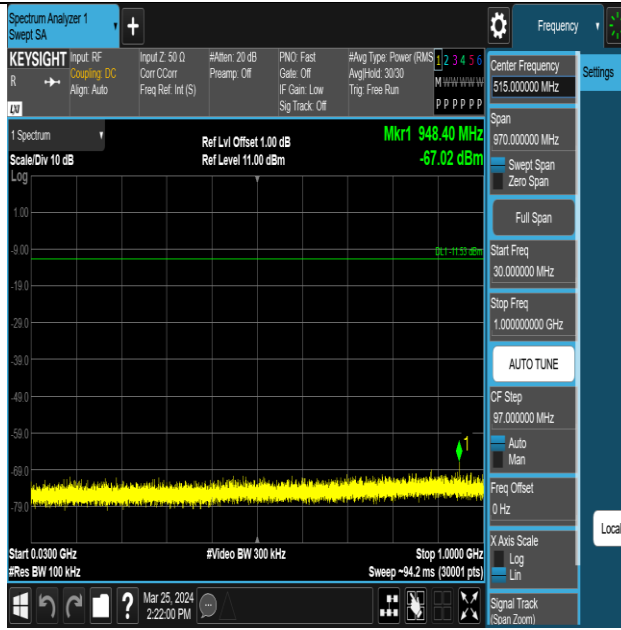 Spectrum Analyzer 1
Swept SA
+
Frequency
KEYSIGHT
R
LXI
Input: RF
Coupling: DC
Align: Auto
Input Z: 50 Ω
Corr CCorr
Freq Ref: Int (S)
#Atten: 20 dB
Preamp: Off
PNO: Fast
Gate: Off
IF Gain: Low
Sig Track: Off
#Avg Type: Power (RMS
Avg|Hold: 30/30
Trig: Free Run
1 2 3 4 5 6
M W W W W W
P P P P P P
1 Spectrum
Scale/Div 10 dB
Log
Ref Lvl Offset 1.00 dB
Ref Level 11.00 dBm
Mkr1 948.40 MHz
-67.02 dBm
1.00
-9.00
DL1 -11.53 dBm
-19.0
-29.0
-39.0
-49.0
-59.0
1
-69.0
-79.0
Start 0.0300 GHz
#Res BW 100 kHz
#Video BW 300 kHz
Stop 1.0000 GHz
Sweep ~94.2 ms (30001 pts)
?
Mar 25, 2024
2:22:00 PM
Center Frequency
515.000000 MHz
Settings
Span
970.000000 MHz
Swept Span
Zero Span
Full Span
Start Freq
30.000000 MHz
Stop Freq
1.000000000 GHz
AUTO TUNE
CF Step
97.000000 MHz
Auto
Man
Freq Offset
0 Hz
Local
X Axis Scale
Log
Lin
Signal Track
(Span Zoom)